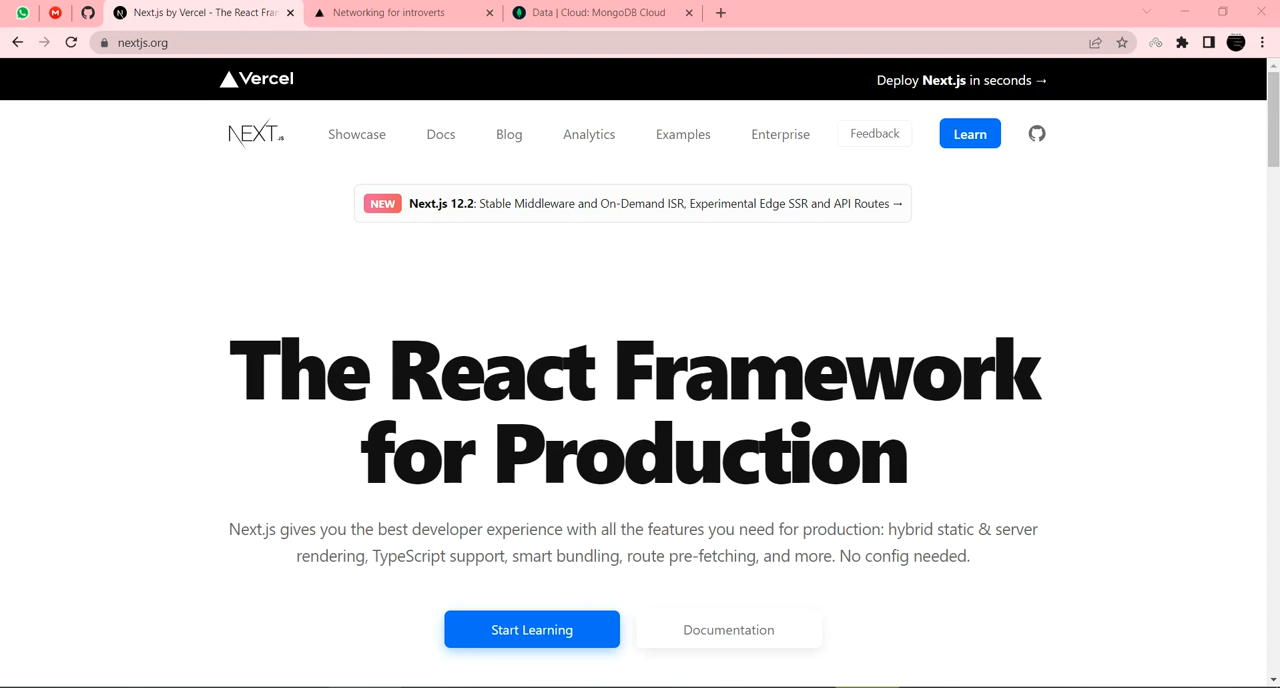 Next.js by Vercel - The React Fran
Networking for introverts
Data | Cloud: MongoDB Cloud
nextjs.org
Vercel
Deploy Next.js in seconds →
NEXT.JS
Showcase
Docs
Blog
Analytics
Examples
Enterprise
Feedback
Learn
NEW Next.js 12.2: Stable Middleware and On-Demand ISR, Experimental Edge SSR and API Routes →
The React Framework
for Production
Next.js gives you the best developer experience with all the features you need for production: hybrid static & server
rendering, TypeScript support, smart bundling, route pre-fetching, and more. No config needed.
Start Learning
Documentation